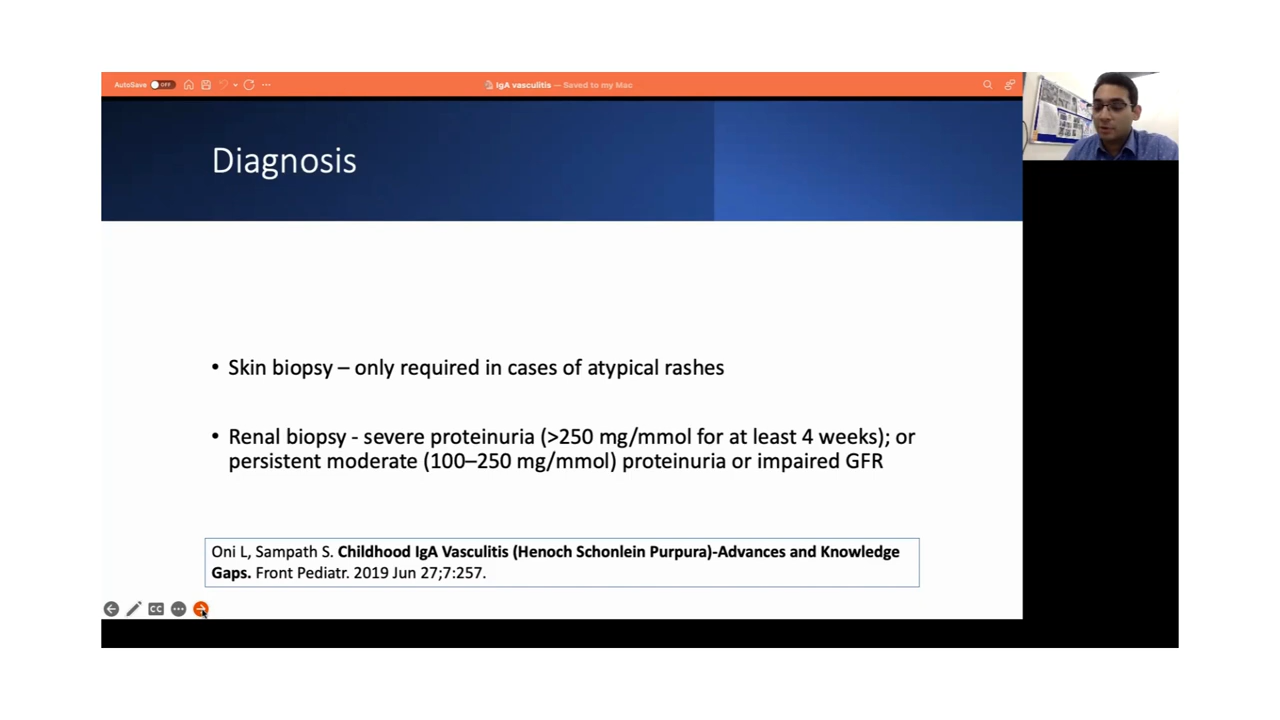 AutoSave OFF
IgA vasculitis — Saved to my Mac
Diagnosis
• Skin biopsy – only required in cases of atypical rashes
• Renal biopsy - severe proteinuria (>250 mg/mmol for at least 4 weeks); or
persistent moderate (100–250 mg/mmol) proteinuria or impaired GFR
Oni L, Sampath S. Childhood IgA Vasculitis (Henoch Schonlein Purpura)-Advances and Knowledge
Gaps. Front Pediatr. 2019 Jun 27;7:257.
CC